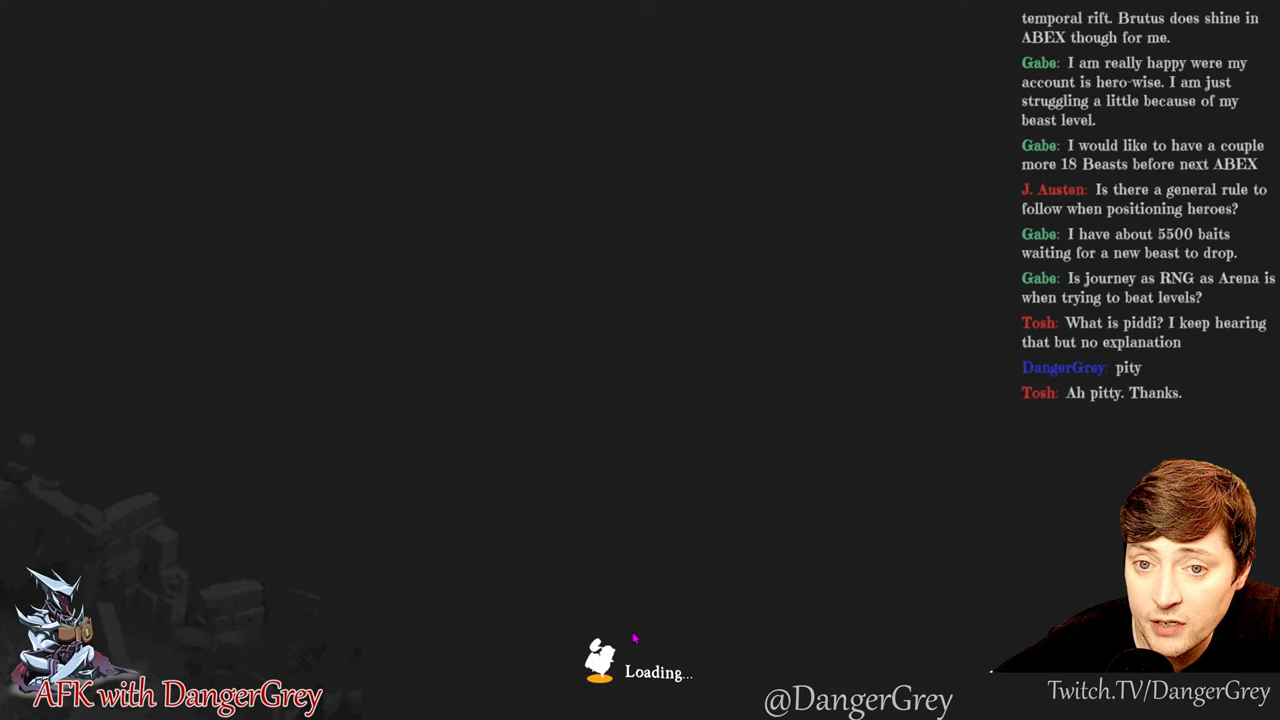 temporal rift. Brutus does shine in
ABEX though for me.
Gabe: I am really happy were my
account is hero-wise. I am just
struggling a little because of my
beast level.
Gabe: I would like to have a couple
more 18 Beasts before next ABEX
J. Austen: Is there a general rule to
follow when positioning heroes?
Gabe: I have about 5500 baits
waiting for a new beast to drop.
Gabe: Is journey as RNG as Arena is
when trying to beat levels?
Tosh: What is piddi? I keep hearing
that but no explanation
DangerGrey: pity
Tosh: Ah pitty. Thanks.
Loading...
AFK with DangerGrey
@DangerGrey
Twitch.TV/DangerGrey